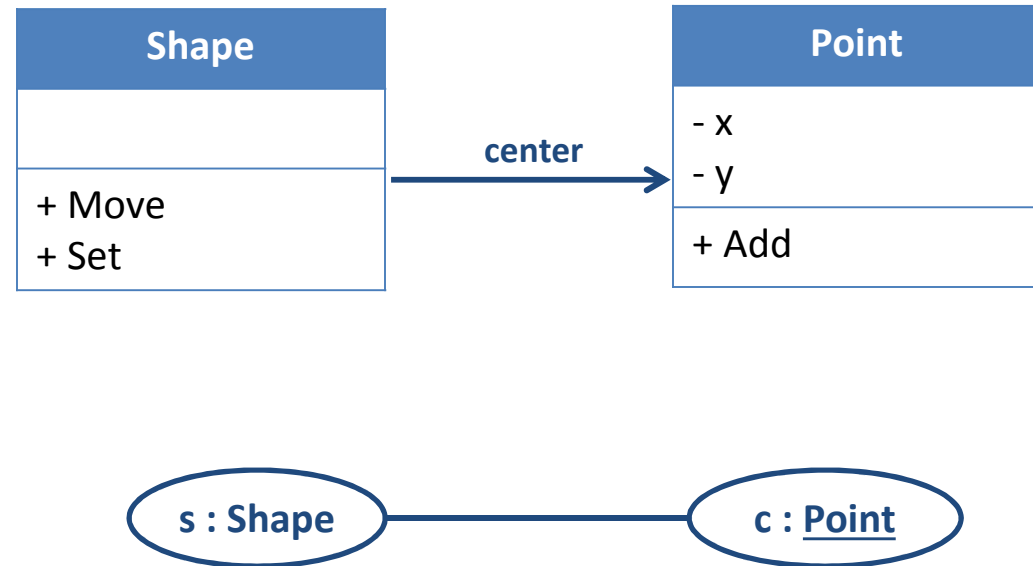 Shape
Point
center
- x
- y
+ Move
+ Set
+ Add
s : Shape
c : Point